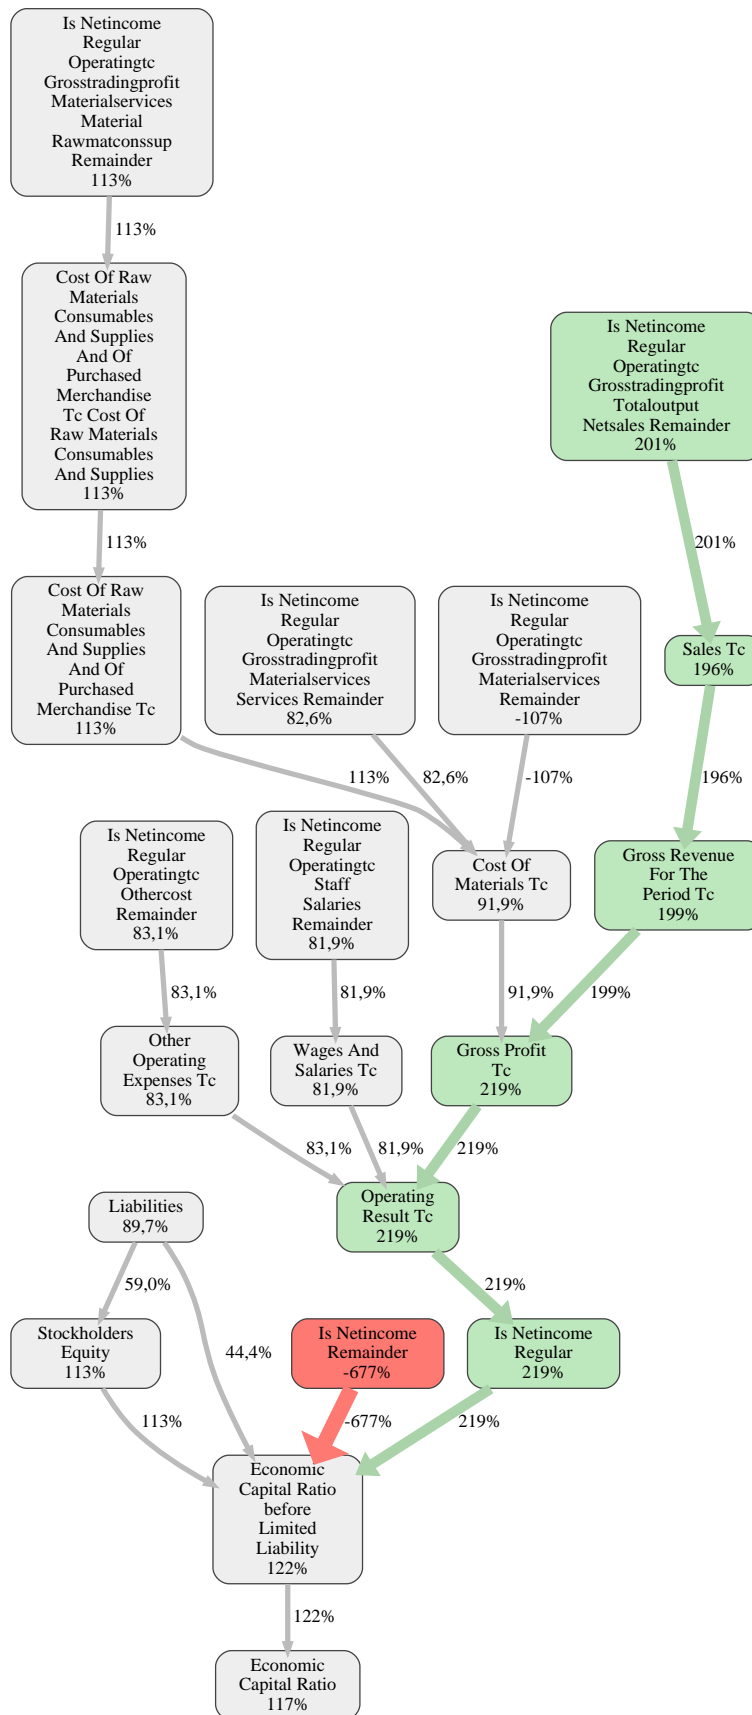 Is Netincome
Regular
Operatingtc
Grosstradingprofit
Materialservices
Material
Rawmatconssup
Remainder
113%
113%
Cost Of Raw
Materials
Consumables
And Supplies
And Of
Purchased
Merchandise
Tc Cost Of
Raw Materials
Consumables
And Supplies
113%
Is Netincome
Regular
Operatingtc
Grosstradingprofit
Totaloutput
Netsales Remainder
201%
113%
201%
Cost Of Raw
Materials
Consumables
And Supplies
And Of
Purchased
Merchandise Tc
113%
Is Netincome
Regular
Operatingtc
Grosstradingprofit
Materialservices
Services Remainder
82,6%
Is Netincome
Regular
Operatingtc
Grosstradingprofit
Materialservices
Remainder
-107%
Sales Tc
196%
113%
82,6%
-107%
196%
Is Netincome
Regular
Operatingtc
Othercost
Remainder
83,1%
Is Netincome
Regular
Operatingtc
Staff
Salaries
Remainder
81,9%
Cost Of
Materials Tc
91,9%
Gross Revenue
For The
Period Tc
199%
83,1%
81,9%
91,9%
199%
Other
Operating
Expenses Tc
83,1%
Wages And
Salaries Tc
81,9%
Gross Profit
Tc
219%
83,1%
81,9%
219%
Liabilities
89,7%
Operating
Result Tc
219%
59,0%
44,4%
219%
Stockholders
Equity
113%
Is Netincome
Remainder
-677%
Is Netincome
Regular
219%
113%
-677%
219%
Economic
Capital Ratio
before
Limited
Liability
122%
122%
Economic
Capital Ratio
117%